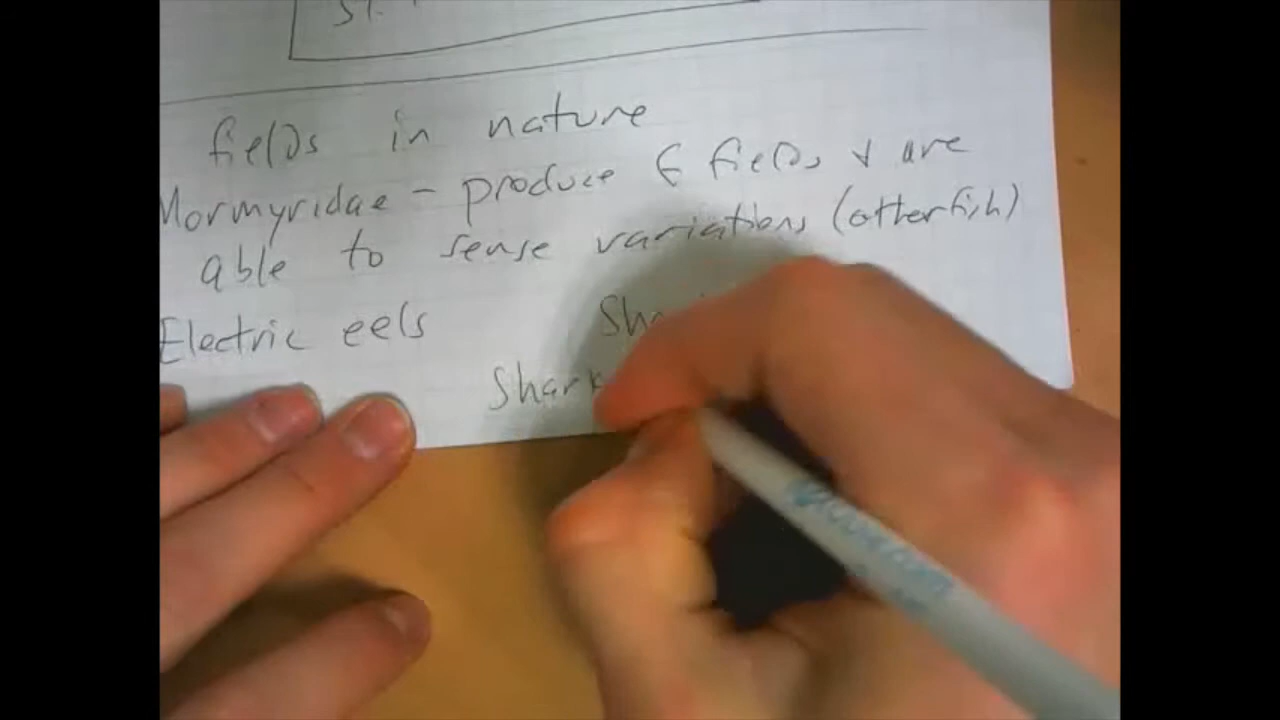 fields in nature
Mormyridae - produce E fields & are
able to sense variations (other fish)
Electric eels
Shark